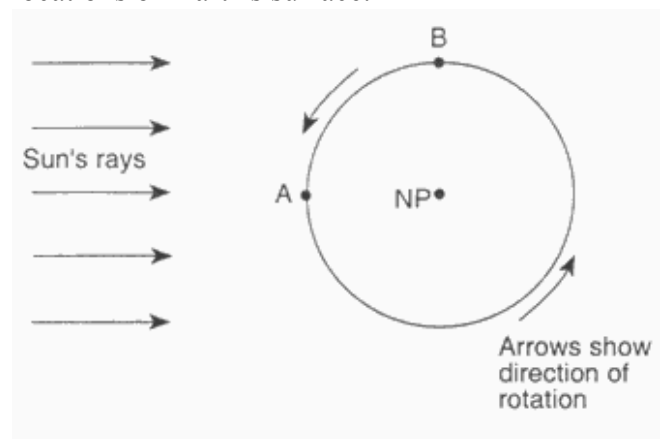 B
Sun's rays
A
NP
Arrows show
direction of
rotation